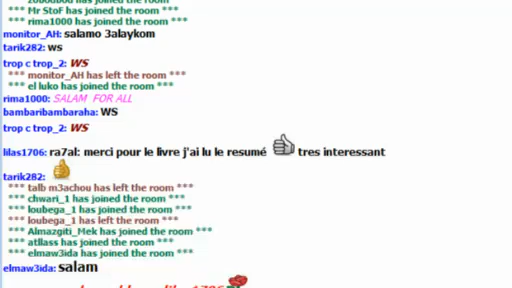 *** Mr StoF has joined the room ***
*** rima1000 has joined the room ***
monitor_AH: salamo 3alaykom
tarik282: ws
trop c trop_2: WS
*** monitor_AH has left the room ***
*** el luko has joined the room ***
rima1000: SALAM FOR ALL
bambaribambaraha: WS
trop c trop_2: WS
lilas1706: ra7al: merci pour le livre j'ai lu le resumé tres interessant
tarik282:
*** talb m3achou has left the room ***
*** chwari_1 has joined the room ***
*** loubega_1 has joined the room ***
*** loubega_1 has left the room ***
*** Almazgiti_Mek has joined the room ***
*** atllass has joined the room ***
*** elmaw3ida has joined the room ***
elmaw3ida: salam